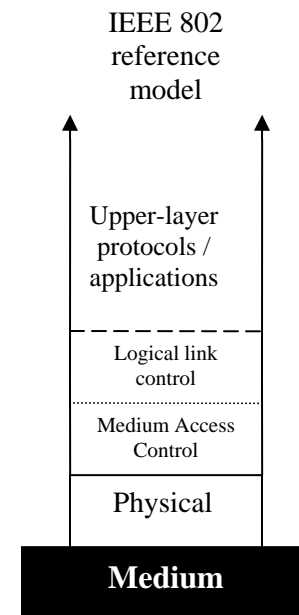 IEEE 802
reference
model
Upper-layer
protocols /
applications
Logical link
control
Medium Access
Control
Physical
Medium